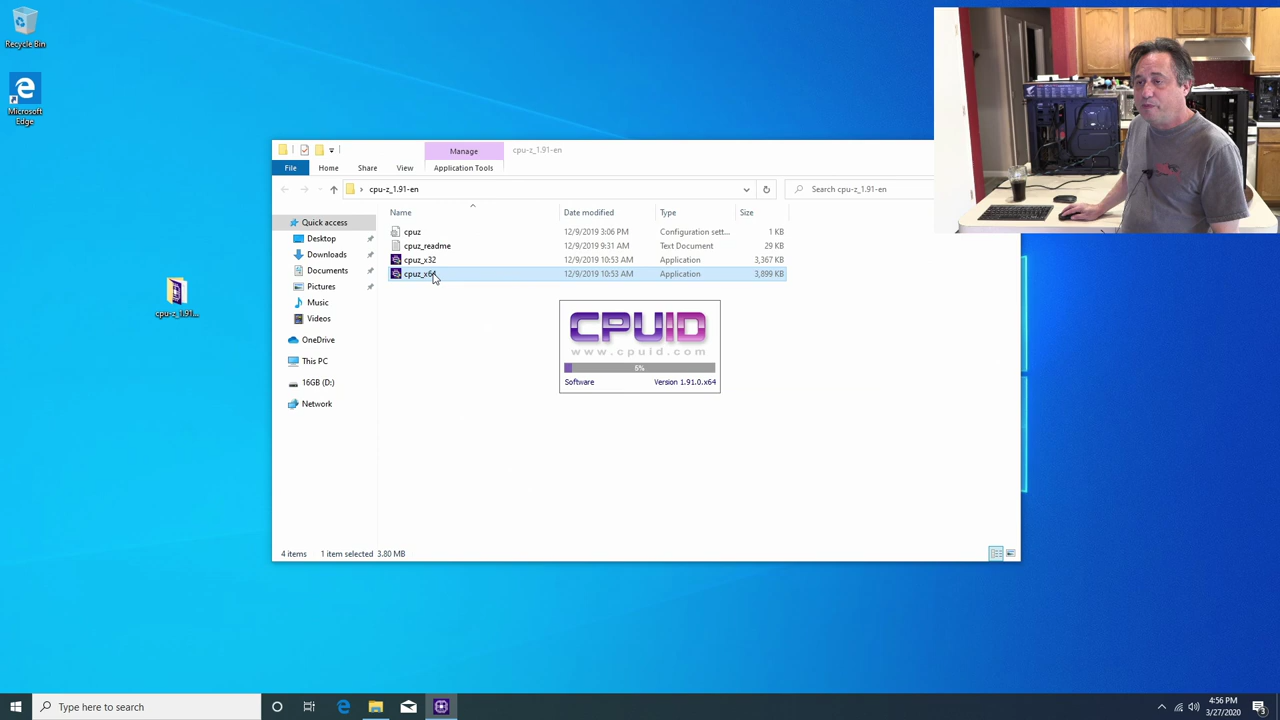 Recycle Bin
Microsoft
Edge
cpu-z_1.91...
Manage
cpu-z_1.91-en
File
Home
Share
View
Application Tools
cpu-z_1.91-en
Search cpu-z_1.91-en
Name
Date modified
Type
Size
Quick access
Desktop
Downloads
Documents
Pictures
Music
Videos
OneDrive
This PC
16GB (D:)
Network
cpuz
12/9/2019 3:06 PM
Configuration sett...
1 KB
cpuz_readme
12/9/2019 9:31 AM
Text Document
29 KB
cpuz_x32
12/9/2019 10:53 AM
Application
3,367 KB
cpuz_x64
12/9/2019 10:53 AM
Application
3,899 KB
CPUID
www.cpuid.com
6%
Software
Version 1.91.0.x64
4 items
1 item selected
3.80 MB
Type here to search
4:56 PM
3/27/2020
3